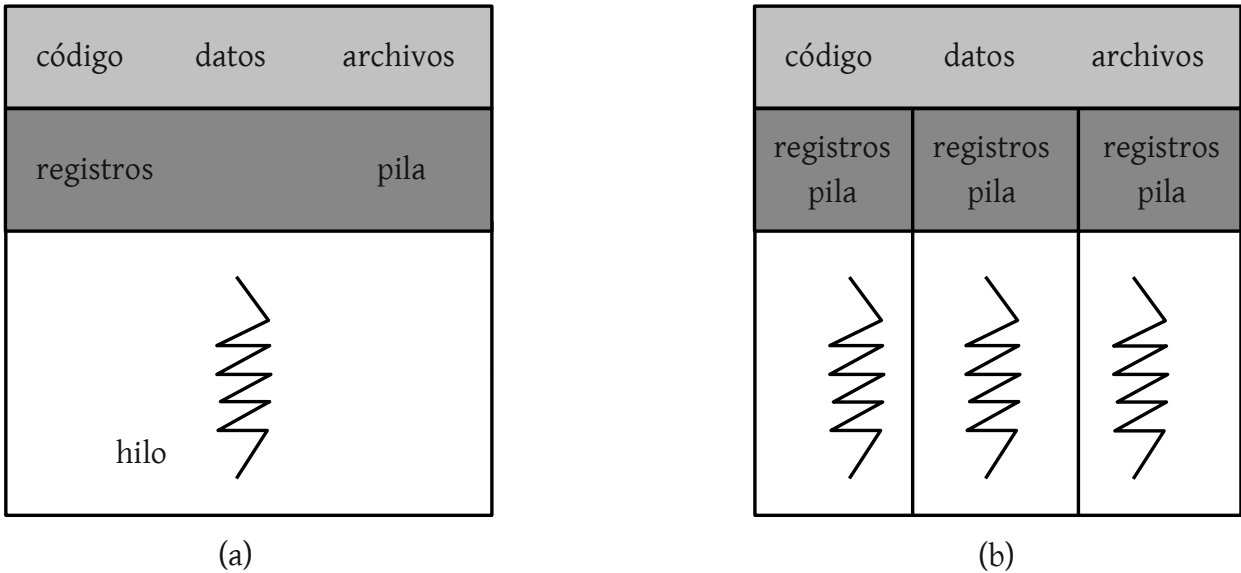 código datos archivos
registros pila
hilo
(a)
código datos archivos
registros registros registros
pila pila pila
(b)